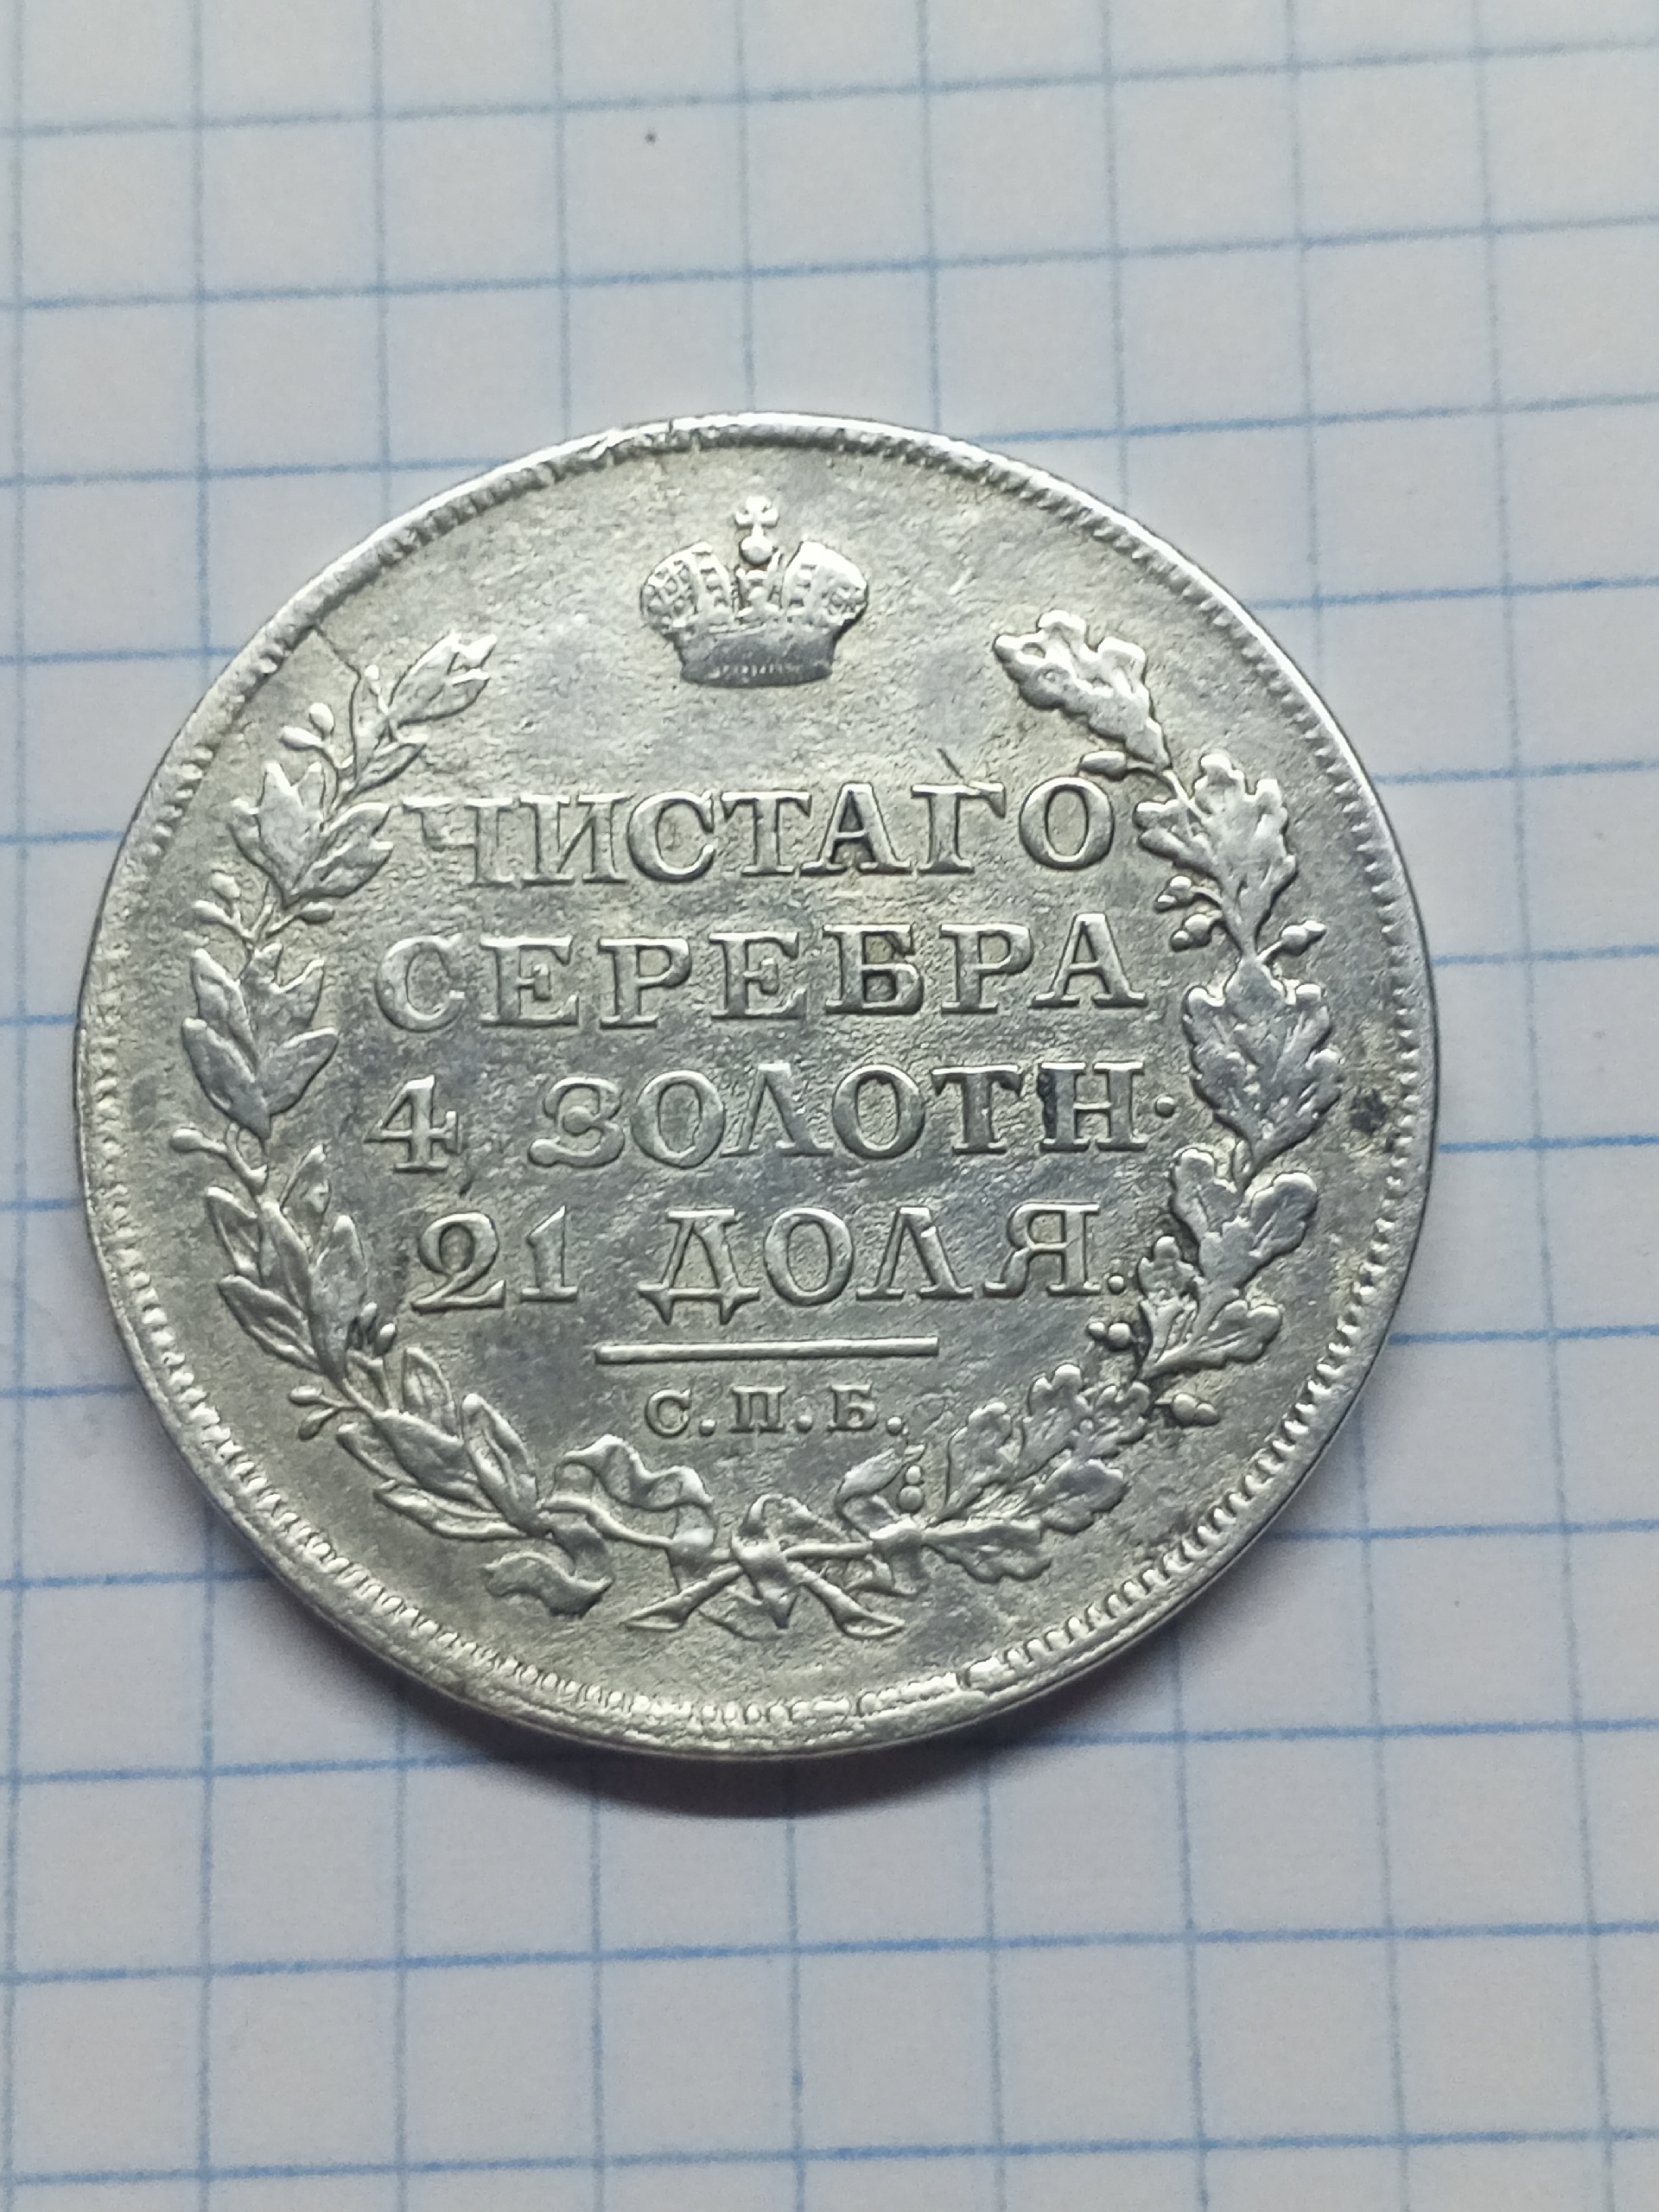 ЧИСТАГО
СЕРЕБРА
4 ЗОЛОТН·
21 ДОЛЯ.
С.П.Б.